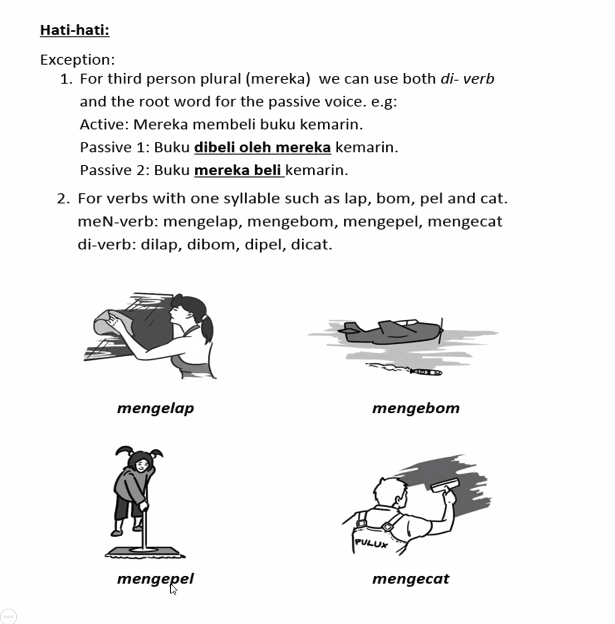 Hati-hati:
Exception:
1. For third person plural (mereka) we can use both di- verb
and the root word for the passive voice. e.g:
Active: Mereka membeli buku kemarin.
Passive 1: Buku dibeli oleh mereka kemarin.
Passive 2: Buku mereka beli kemarin.
2. For verbs with one syllable such as lap, bom, pel and cat.
meN-verb: mengelap, mengebom, mengepel, mengecat
di-verb: dilap, dibom, dipel, dicat.
mengelap
mengebom
PULUX
mengepel
mengecat